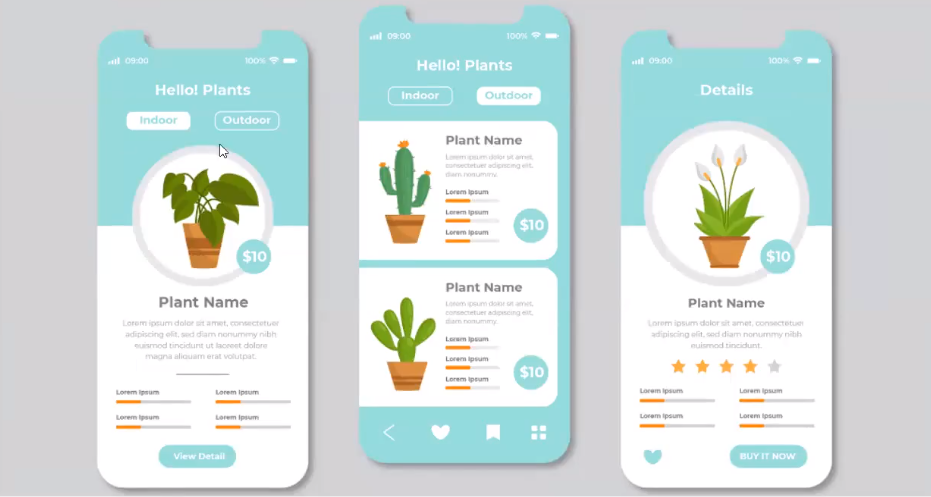 09:00
100%
Hello! Plants
Indoor
Outdoor
$10
Plant Name
Lorem ipsum dolor sit amet, consectetuer
adipiscing elit, sed diam nonummy nibh
euismod tincidunt ut laoreet dolore
magna aliquam erat volutpat.
Lorem Ipsum
Lorem Ipsum
Lorem Ipsum
Lorem Ipsum
View Detail
09:00
100%
Hello! Plants
Indoor
Outdoor
Plant Name
Lorem ipsum dolor sit amet,
consectetuer adipiscing elit,
diam nonummy.
Lorem Ipsum
Lorem Ipsum
Lorem Ipsum
$10
Plant Name
Lorem ipsum dolor sit amet,
consectetuer adipiscing elit,
diam nonummy.
Lorem Ipsum
Lorem Ipsum
Lorem Ipsum
$10
09:00
100%
Details
$10
Plant Name
Lorem ipsum dolor sit amet, consectetuer
adipiscing elit, sed diam nonummy nibh
euismod tincidunt.
Lorem Ipsum
Lorem Ipsum
Lorem Ipsum
Lorem Ipsum
BUY IT NOW